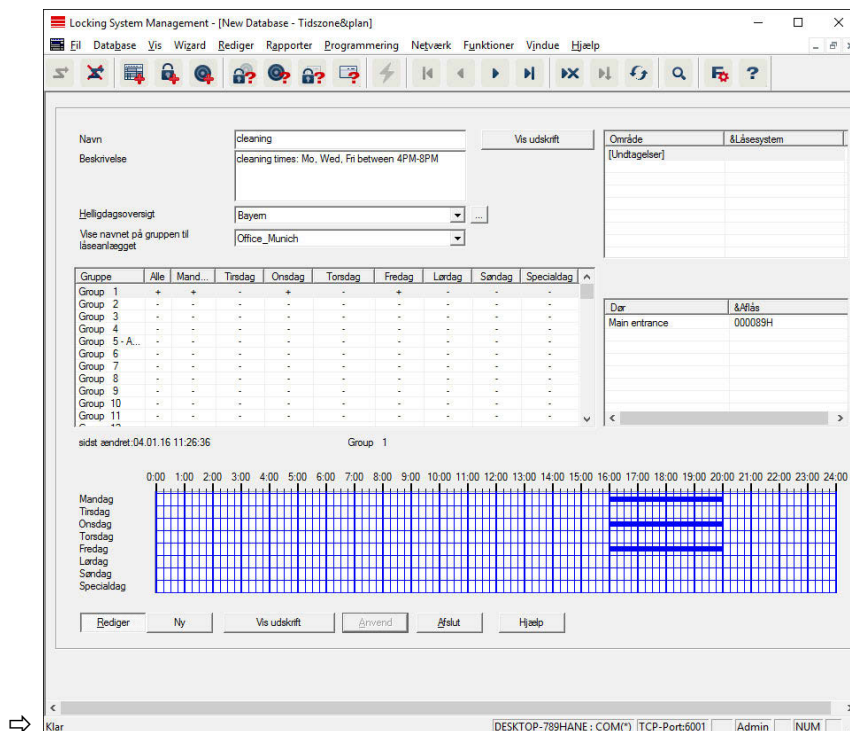 Locking System Management - [New Database - Tidszone&plan]
Fil Database Vis Wizard Rediger Rapporter Programmering Netværk Funktioner Vindue Hjælp
Navn cleaning Vis udskrift
Beskrivelse cleaning times: Mo, Wed, Fri between 4PM-8PM
Helligdagsoversigt Bayern ...
Vise navnet på gruppen til låseanlægget Office_Munich
Område &Låsesystem
[Undtagelser]
Gruppe Alle Mand... Tirsdag Onsdag Torsdag Fredag Lørdag Søndag Specialdag
Group 1 + + - + - + - - -
Group 2 - - - - - - - - -
Group 3 - - - - - - - - -
Group 4 - - - - - - - - -
Group 5 - A... - - - - - - - - -
Group 6 - - - - - - - - -
Group 7 - - - - - - - - -
Group 8 - - - - - - - - -
Group 9 - - - - - - - - -
Group 10 - - - - - - - - -
Group 11 - - - - - - - - -
Dør &Aflås
Main entrance 000089H
sidst ændret:04.01.16 11:26:36 Group 1
0:00 1:00 2:00 3:00 4:00 5:00 6:00 7:00 8:00 9:00 10:00 11:00 12:00 13:00 14:00 15:00 16:00 17:00 18:00 19:00 20:00 21:00 22:00 23:00 24:00
Mandag
Tirsdag
Onsdag
Torsdag
Fredag
Lørdag
Søndag
Specialdag
Rediger Ny Vis udskrift Anvend Afslut Hjælp
⇨ Klar DESKTOP-789HANE : COM(*) TCP-Port:6001 Admin NUM